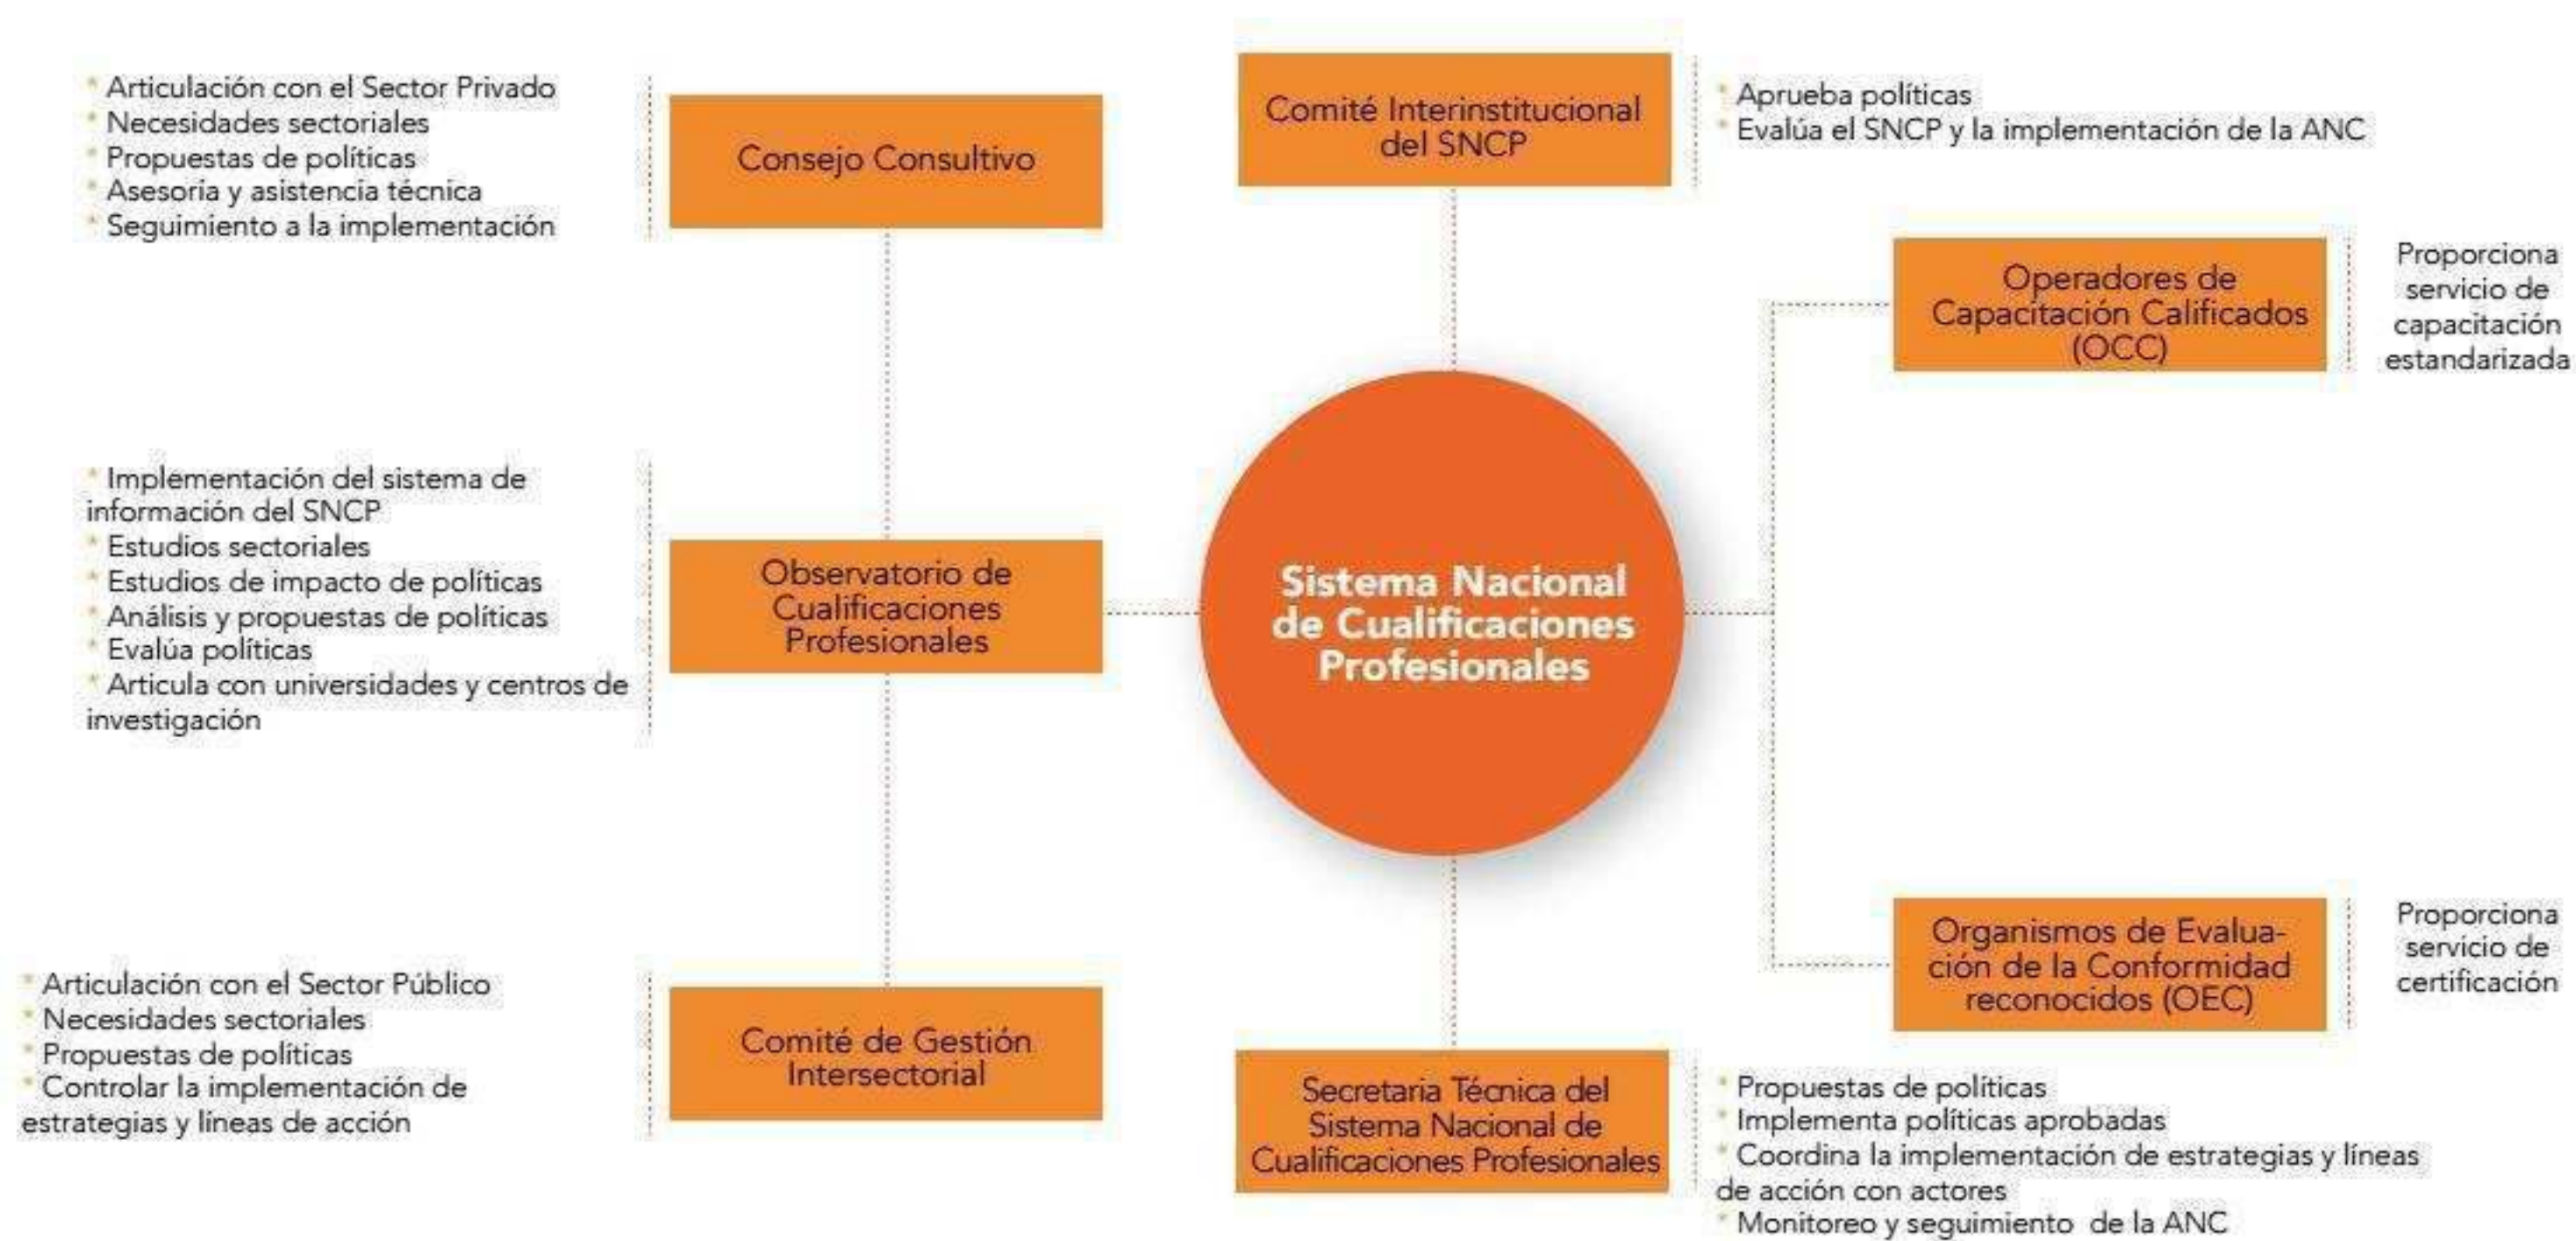 * Articulación con el Sector Privado
* Necesidades sectoriales
* Propuestas de políticas
* Asesoría y asistencia técnica
* Seguimiento a la implementación
Consejo Consultivo
Comité Interinstitucional
del SNCP
* Aprueba políticas
* Evalúa el SNCP y la implementación de la ANC
Operadores de
Capacitación Calificados
(OCC)
Proporciona
servicio de
capacitación
estandarizada
* Implementación del sistema de
información del SNCP
* Estudios sectoriales
* Estudios de impacto de políticas
* Análisis y propuestas de políticas
* Evalúa políticas
* Articula con universidades y centros de
investigación
Observatorio de
Cualificaciones
Profesionales
Sistema Nacional
de Cualificaciones
Profesionales
* Articulación con el Sector Público
* Necesidades sectoriales
* Propuestas de políticas
* Controlar la implementación de
estrategias y líneas de acción
Comité de Gestión
Intersectorial
Organismos de Evalua-
ción de la Conformidad
reconocidos (OEC)
Proporciona
servicio de
certificación
Secretaria Técnica del
Sistema Nacional de
Cualificaciones Profesionales
* Propuestas de políticas
* Implementa políticas aprobadas
* Coordina la implementación de estrategias y líneas
de acción con actores
* Monitoreo y seguimiento de la ANC